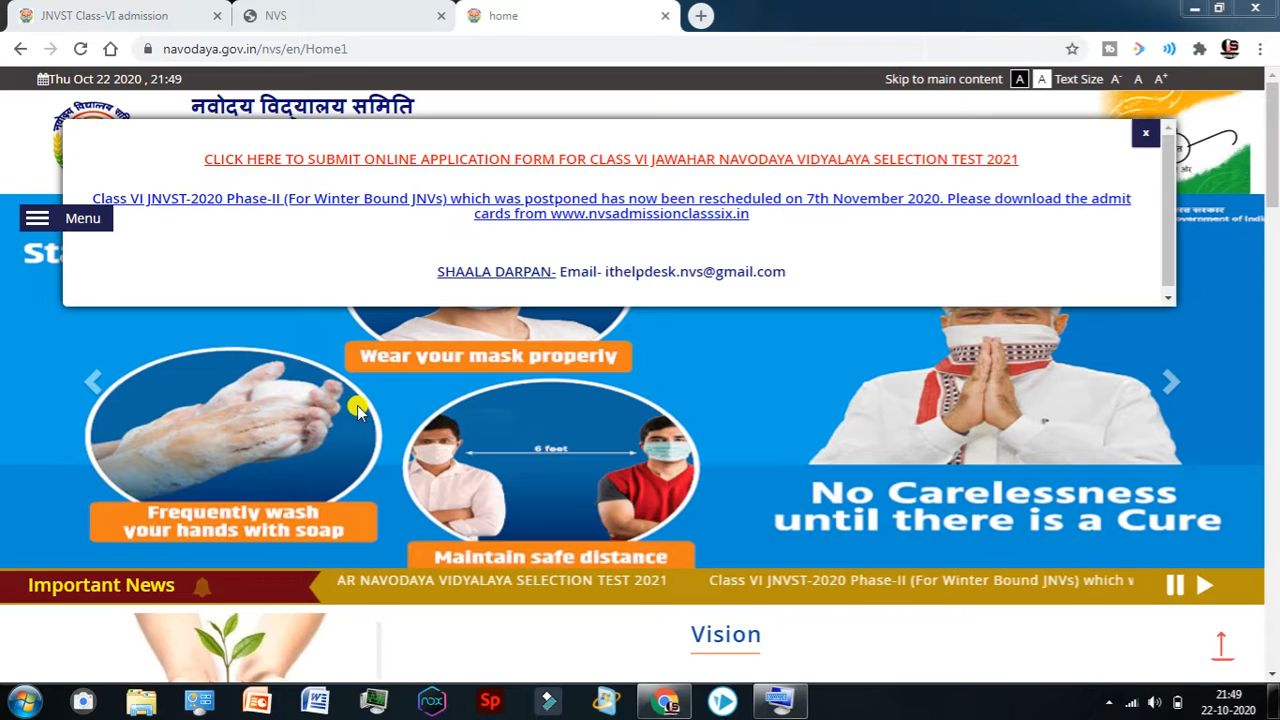 JNVST Class-VI admission
NVS
home
navodaya.gov.in/nvs/en/Home1
Thu Oct 22 2020 , 21:49
Skip to main content A A Text Size A- A A+
नवोदय विद्यालय समिति
x
CLICK HERE TO SUBMIT ONLINE APPLICATION FORM FOR CLASS VI JAWAHAR NAVODAYA VIDYALAYA SELECTION TEST 2021
Class VI JNVST-2020 Phase-II (For Winter Bound JNVs) which was postponed has now been rescheduled on 7th November 2020. Please download the admit
cards from www.nvsadmissionclasssix.in
Menu
SHAALA DARPAN- Email- ithelpdesk.nvs@gmail.com
Wear your mask properly
6 feet
Frequently wash
your hands with soap
Maintain safe distance
No Carelessness
until there is a Cure
Important News
AR NAVODAYA VIDYALAYA SELECTION TEST 2021 Class VI JNVST-2020 Phase-II (For Winter Bound JNVs) which
Vision
nox
Sp
21:49
22-10-2020